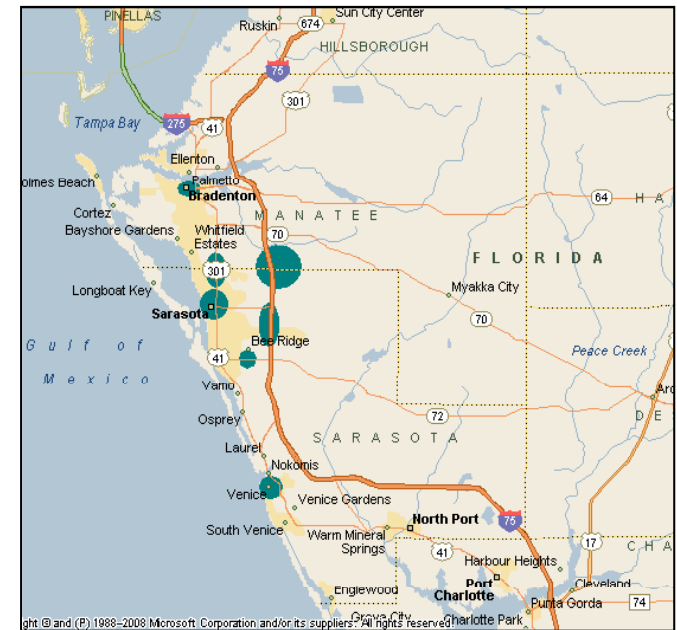 PINELLAS
Sun City Center
Ruskin
674
HILLSBOROUGH
75
301
Tampa Bay
275
41
Ellenton
Palmetto
olmes Beach
Bradenton
64
H A
Cortez
MANATEE
Bayshore Gardens
Whitfield
Estates
70
FLORIDA
301
Longboat Key
Myakka City
Sarasota
70
Gulf of
Mexico
Bee Ridge
Peace Creek
41
Vamo
72
Osprey
D E
SARASOTA
Laurel
Nokomis
Venice
Venice Gardens
North Port
75
South Venice
Warm Mineral
Springs
41
17
C H A
Harbour Heights
Port
Charlotte
Cleveland
Englewood
Punta Gorda
74
Grove City
Charlotte Park
ght © and (P) 1988–2008 Microsoft Corporation and/or its suppliers. All rights reserved.